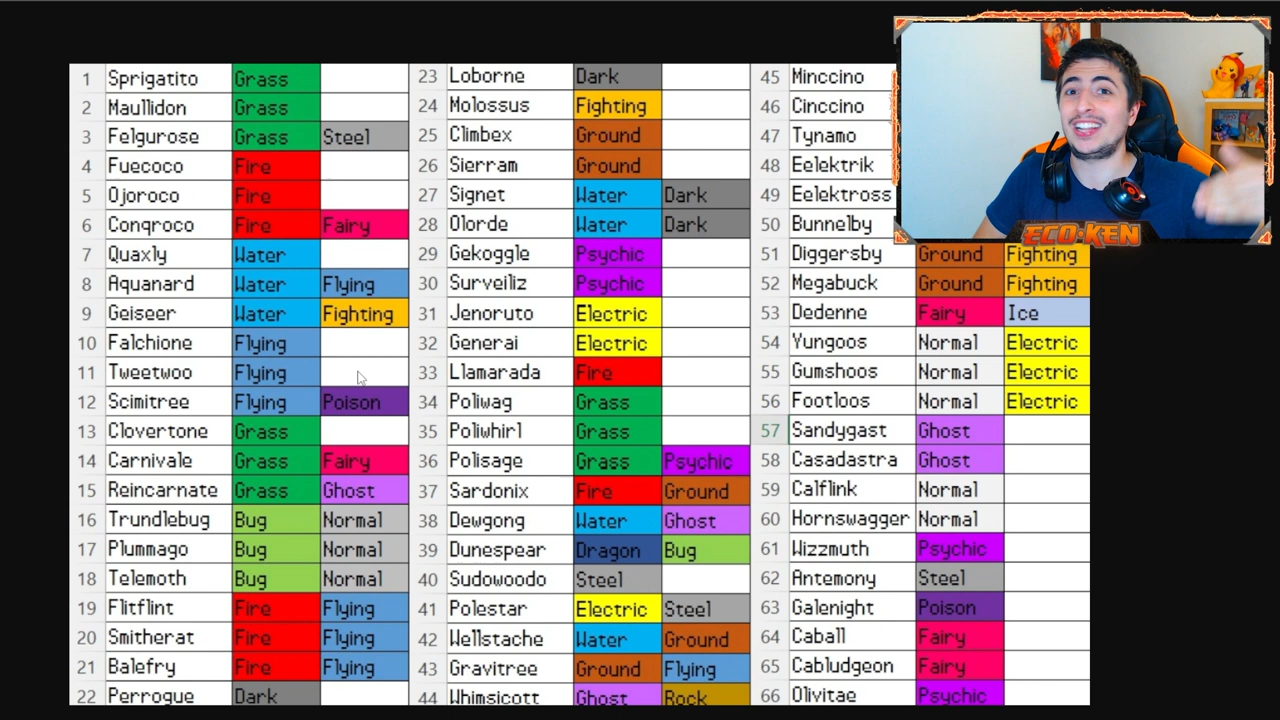 1 Sprigatito Grass
2 Maullidon Grass
3 Felgurose Grass Steel
4 Fuecoco Fire
5 Ojoroco Fire
6 Conqroco Fire Fairy
7 Quaxly Water
8 Aquanard Water Flying
9 Geiseer Water Fighting
10 Falchione Flying
11 Tweetwoo Flying
12 Scimitree Flying Poison
13 Clovertone Grass
14 Carnivale Grass Fairy
15 Reincarnate Grass Ghost
16 Trundlebug Bug Normal
17 Plummago Bug Normal
18 Telemoth Bug Normal
19 Flitflint Fire Flying
20 Smitherat Fire Flying
21 Balefry Fire Flying
22 Perrogue Dark
23 Loborne Dark
24 Molossus Fighting
25 Climbex Ground
26 Sierram Ground
27 Signet Water Dark
28 Olorde Water Dark
29 Gekoggle Psychic
30 Surveiliz Psychic
31 Jenoruto Electric
32 Generai Electric
33 Llamarada Fire
34 Poliwag Grass
35 Poliwhirl Grass
36 Polisage Grass Psychic
37 Sardonix Fire Ground
38 Dewgong Water Ghost
39 Dunespear Dragon Bug
40 Sudowoodo Steel
41 Polestar Electric Steel
42 Wellstache Water Ground
43 Gravitree Ground Flying
44 Whimsicott Ghost Rock
45 Minccino
46 Cinccino
47 Tynamo
48 Eelektrik
49 Eelektross
50 Bunnelby
51 Diggersby Ground Fighting
52 Megabuck Ground Fighting
53 Dedenne Fairy Ice
54 Yungoos Normal Electric
55 Gumshoos Normal Electric
56 Footloos Normal Electric
57 Sandygast Ghost
58 Casadastra Ghost
59 Calflink Normal
60 Hornswagger Normal
61 Wizzmuth Psychic
62 Antemony Steel
63 Galenight Poison
64 Caball Fairy
65 Cabludgeon Fairy
66 Olivitae Psychic
ECO-KEN